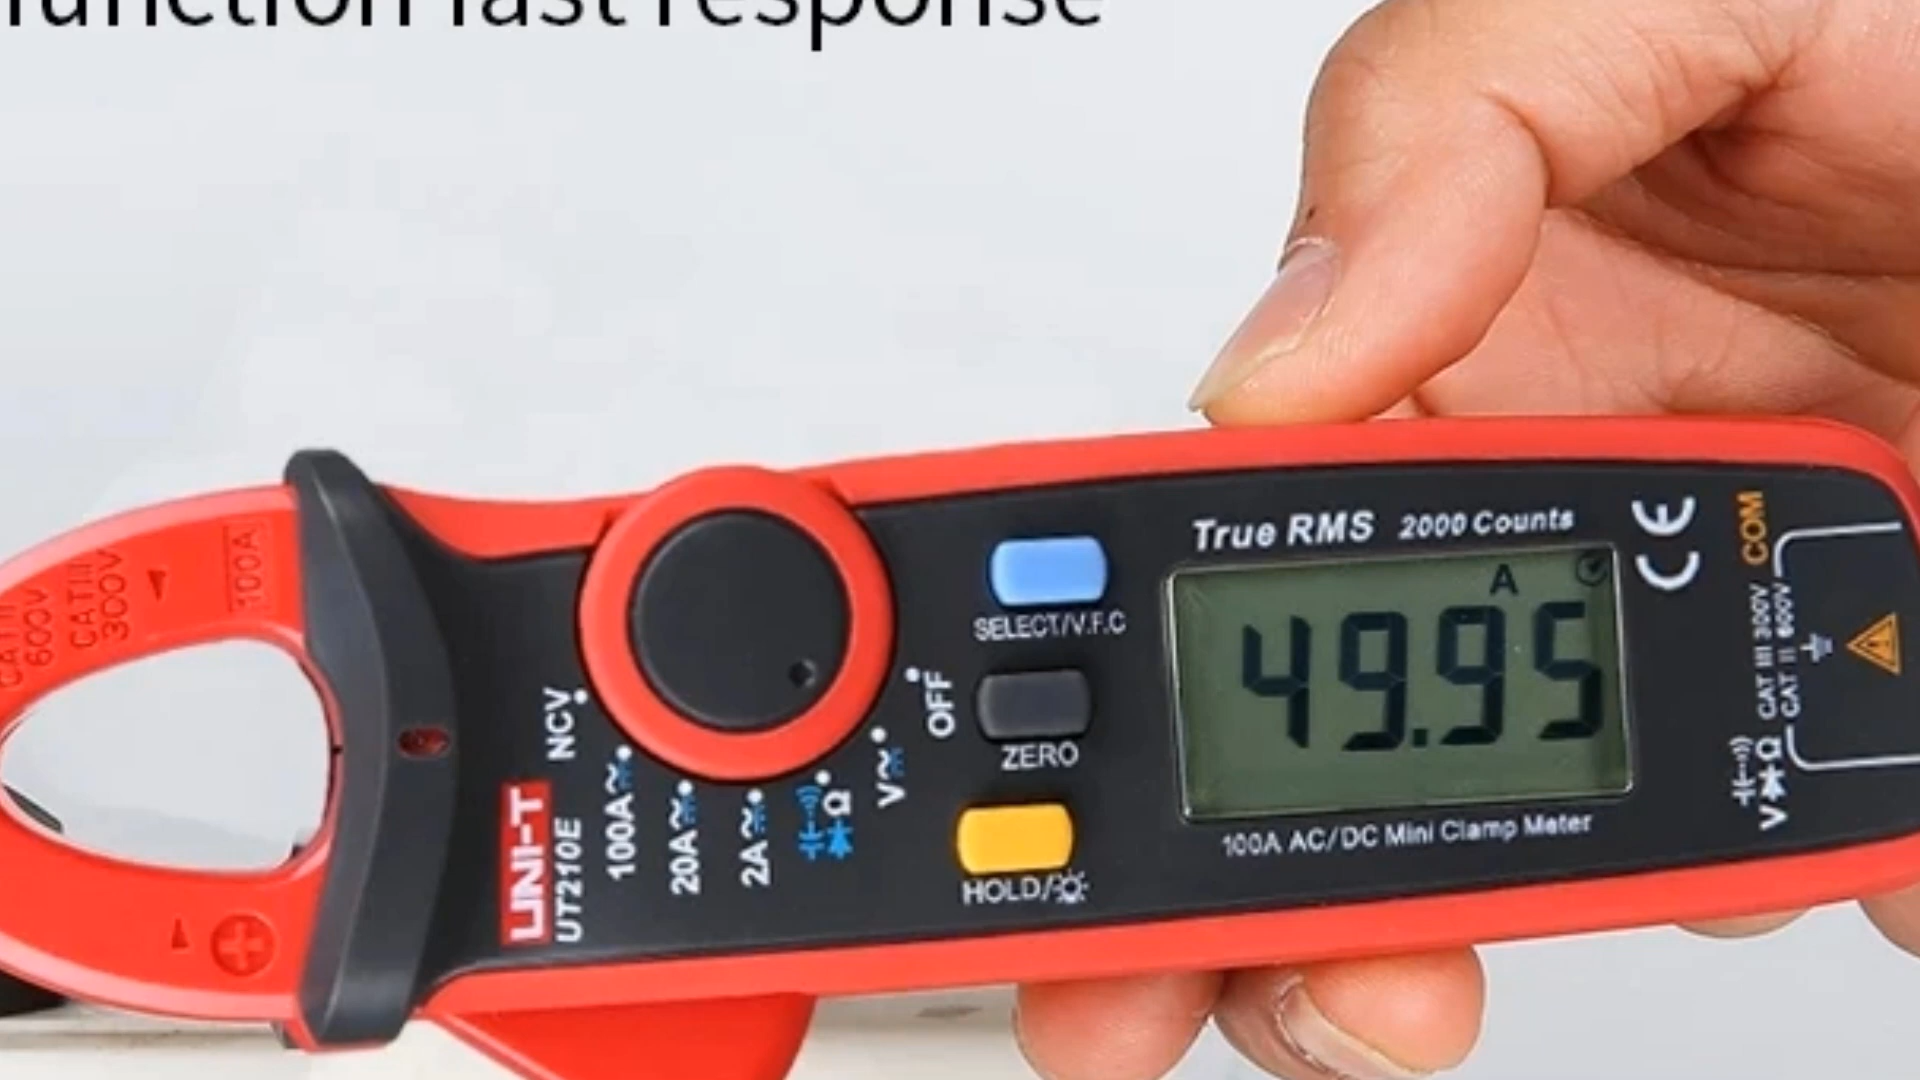 function fast response
CAT II
600V
CAT III
300V
100A
NCV
100A
20A
2A
Ω
V
OFF
UNI-T
UT210E
SELECT/V.F.C
ZERO
HOLD/
True RMS 2000 Counts
A
49.95
100A AC/DC Mini Clamp Meter
CE
COM
CAT III 300V
CAT II 600V
V Ω